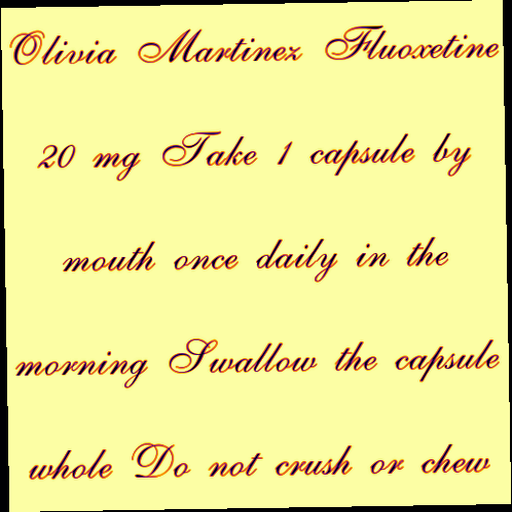 Olivia Martinez Fluoxetine
20 mg Take 1 capsule by
mouth once daily in the
morning Swallow the capsule
whole Do not crush or chew